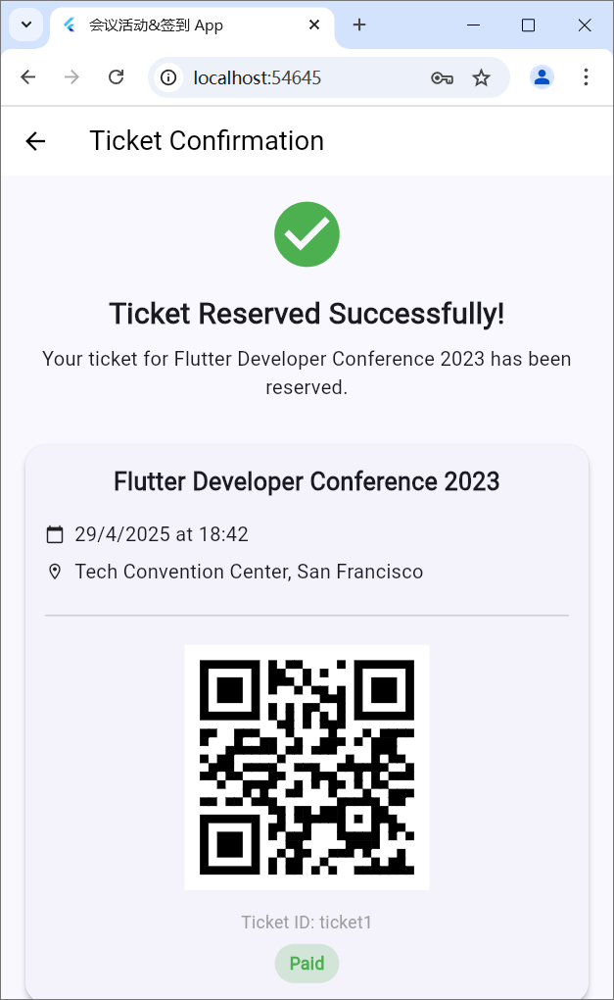 会议活动&签到 App
localhost:54645
Ticket Confirmation
Ticket Reserved Successfully!
Your ticket for Flutter Developer Conference 2023 has been
reserved.
Flutter Developer Conference 2023
29/4/2025 at 18:42
Tech Convention Center, San Francisco
Ticket ID: ticket1
Paid